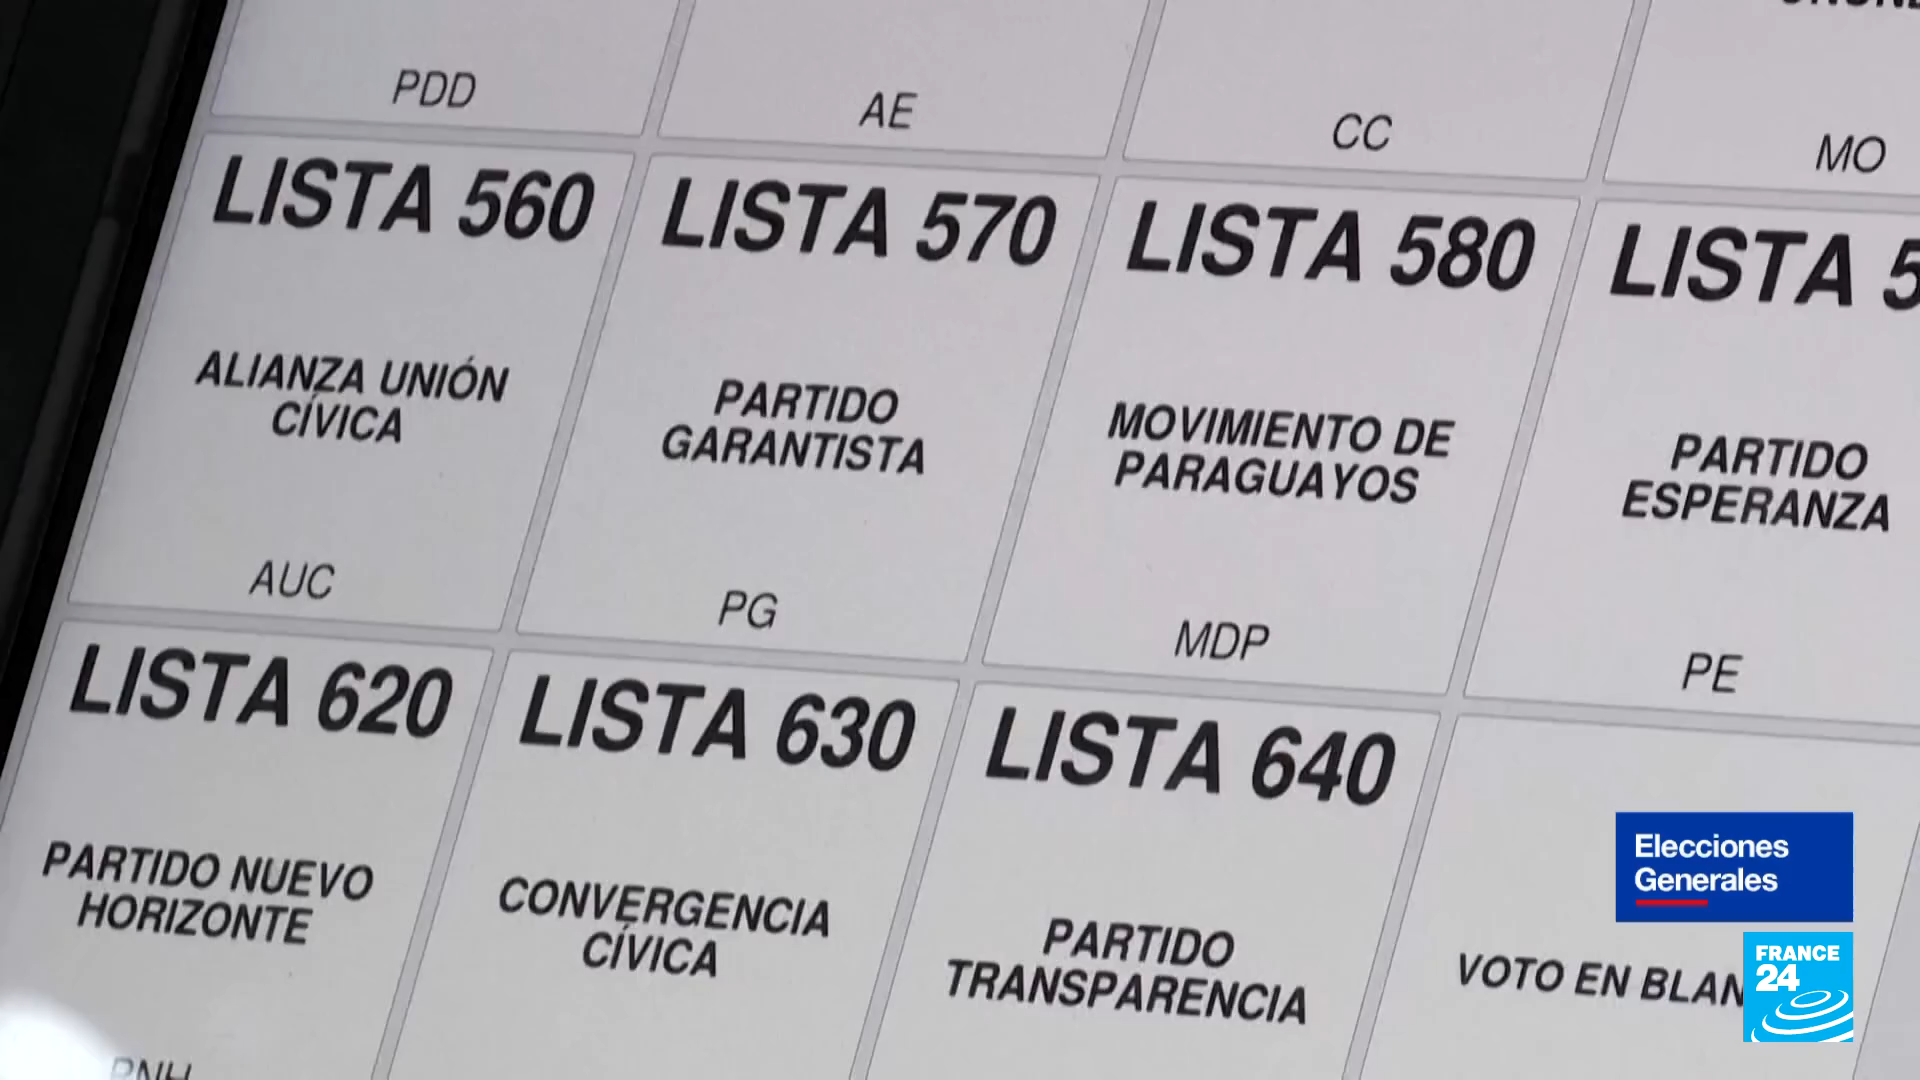 PDD
AE
CC
MO
LISTA 560
LISTA 570
LISTA 580
LISTA 5
ALIANZA UNIÓN
CÍVICA
PARTIDO
GARANTISTA
MOVIMIENTO DE
PARAGUAYOS
PARTIDO
ESPERANZA
AUC
PG
MDP
PE
LISTA 620
LISTA 630
LISTA 640
PARTIDO NUEVO
HORIZONTE
CONVERGENCIA
CÍVICA
PARTIDO
TRANSPARENCIA
VOTO EN BLAN
PNH
Elecciones
Generales
FRANCE
24